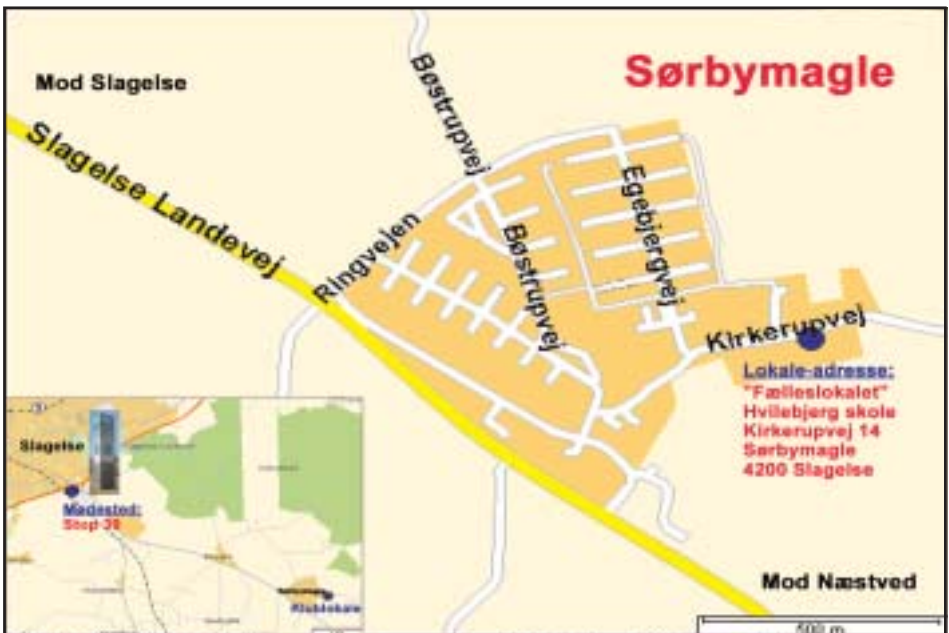 Sørbymagle
Mod Slagelse
Slagelse Landevej
Bøstrupvej
Ringvejen
Bøstrupvej
Egebjergvej
Kirkerupvej
Lokale-adresse:
"Fælleslokalet"
Hvilebjerg skole
Kirkerupvej 14
Sørbymagle
4200 Slagelse
Mod Næstved
500 m
Slagelse
Mødested:
Stop 39
Klublokale